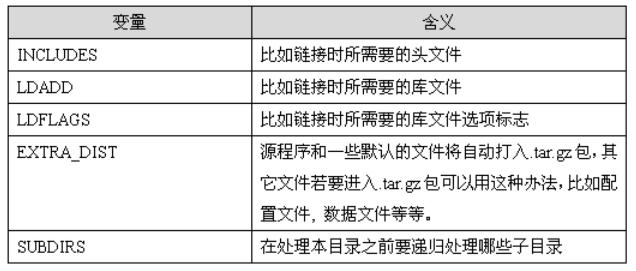 变量 含义
INCLUDES 比如链接时所需要的头文件
LDADD 比如链接时所需要的库文件
LDFLAGS 比如链接时所需要的库文件选项标志
EXTRA_DIST 源程序和一些默认的文件将自动打入.tar.gz包,其
它文件若要进入.tar.gz包可以用这种办法,比如配
置文件, 数据文件等等。
SUBDIRS 在处理本目录之前要递归处理哪些子目录